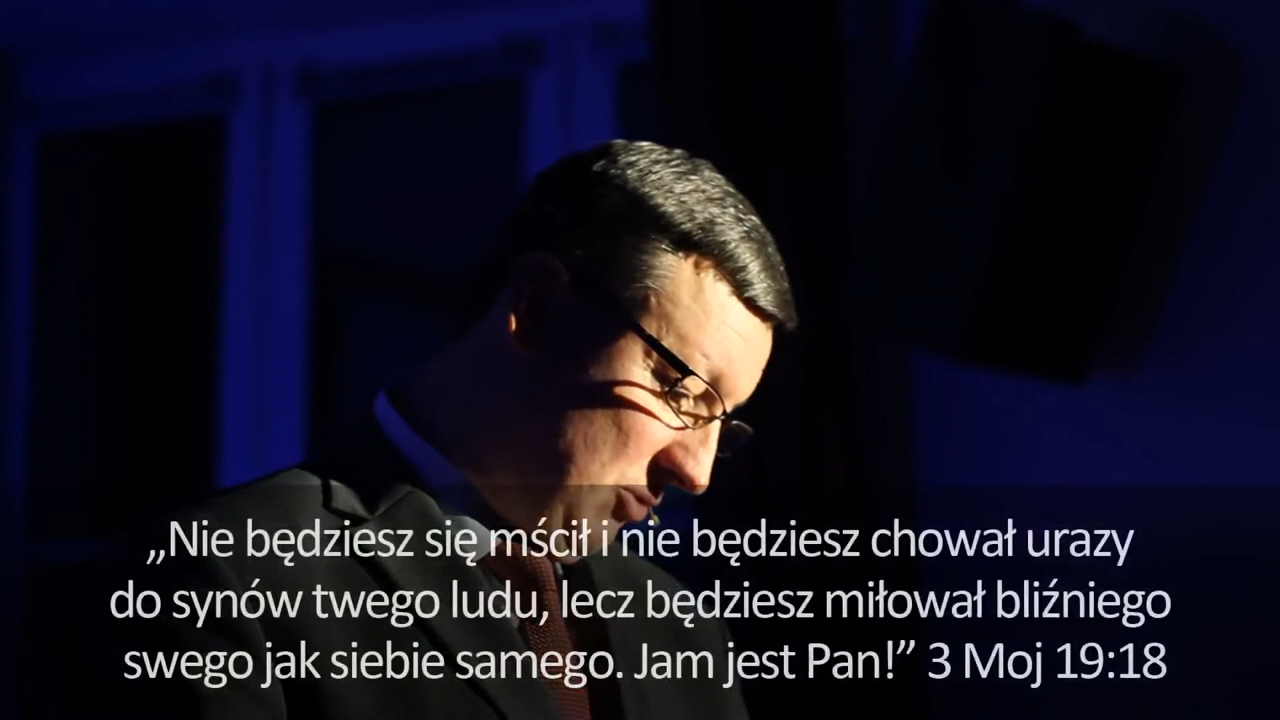 „Nie będziesz się mścił i nie będziesz chował urazy
do synów twego ludu, lecz będziesz miłował bliźniego
swego jak siebie samego. Jam jest Pan!” 3 Moj 19:18